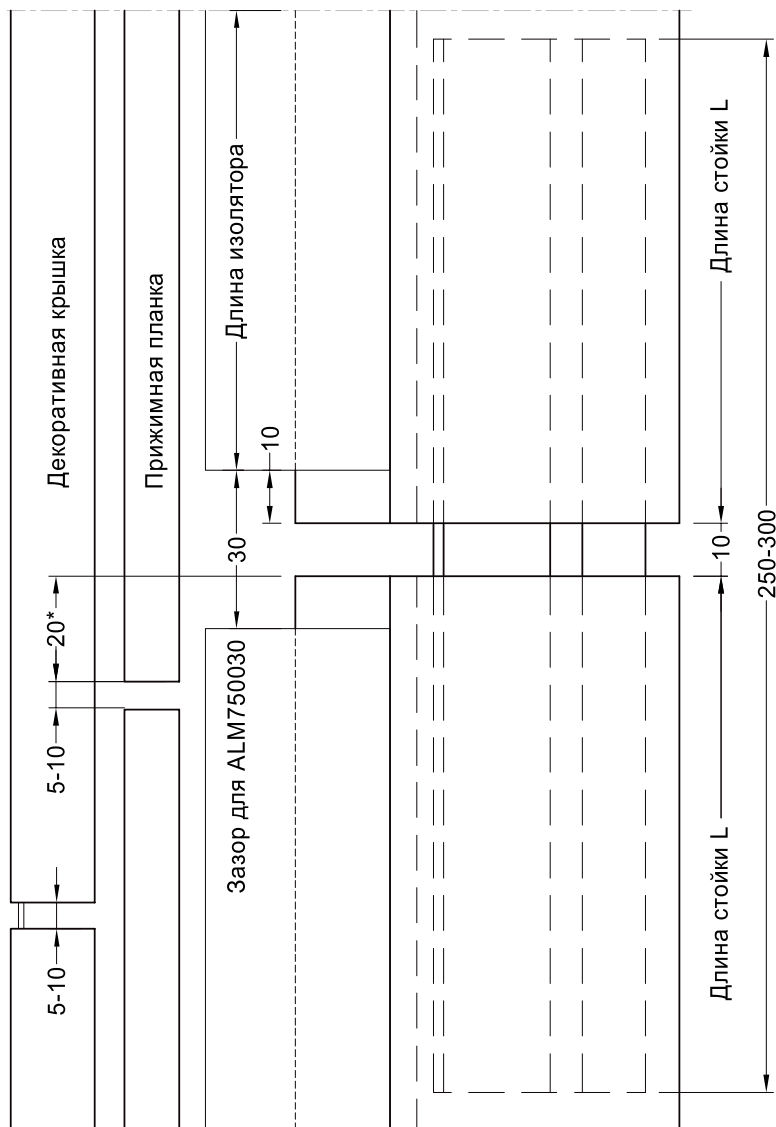 Декоративная крышка
Прижимная планка
Длина изолятора
Длина стойки L
10
30
10
250-300
20*
5-10
Зазор для ALM750030
5-10
Длина стойки L